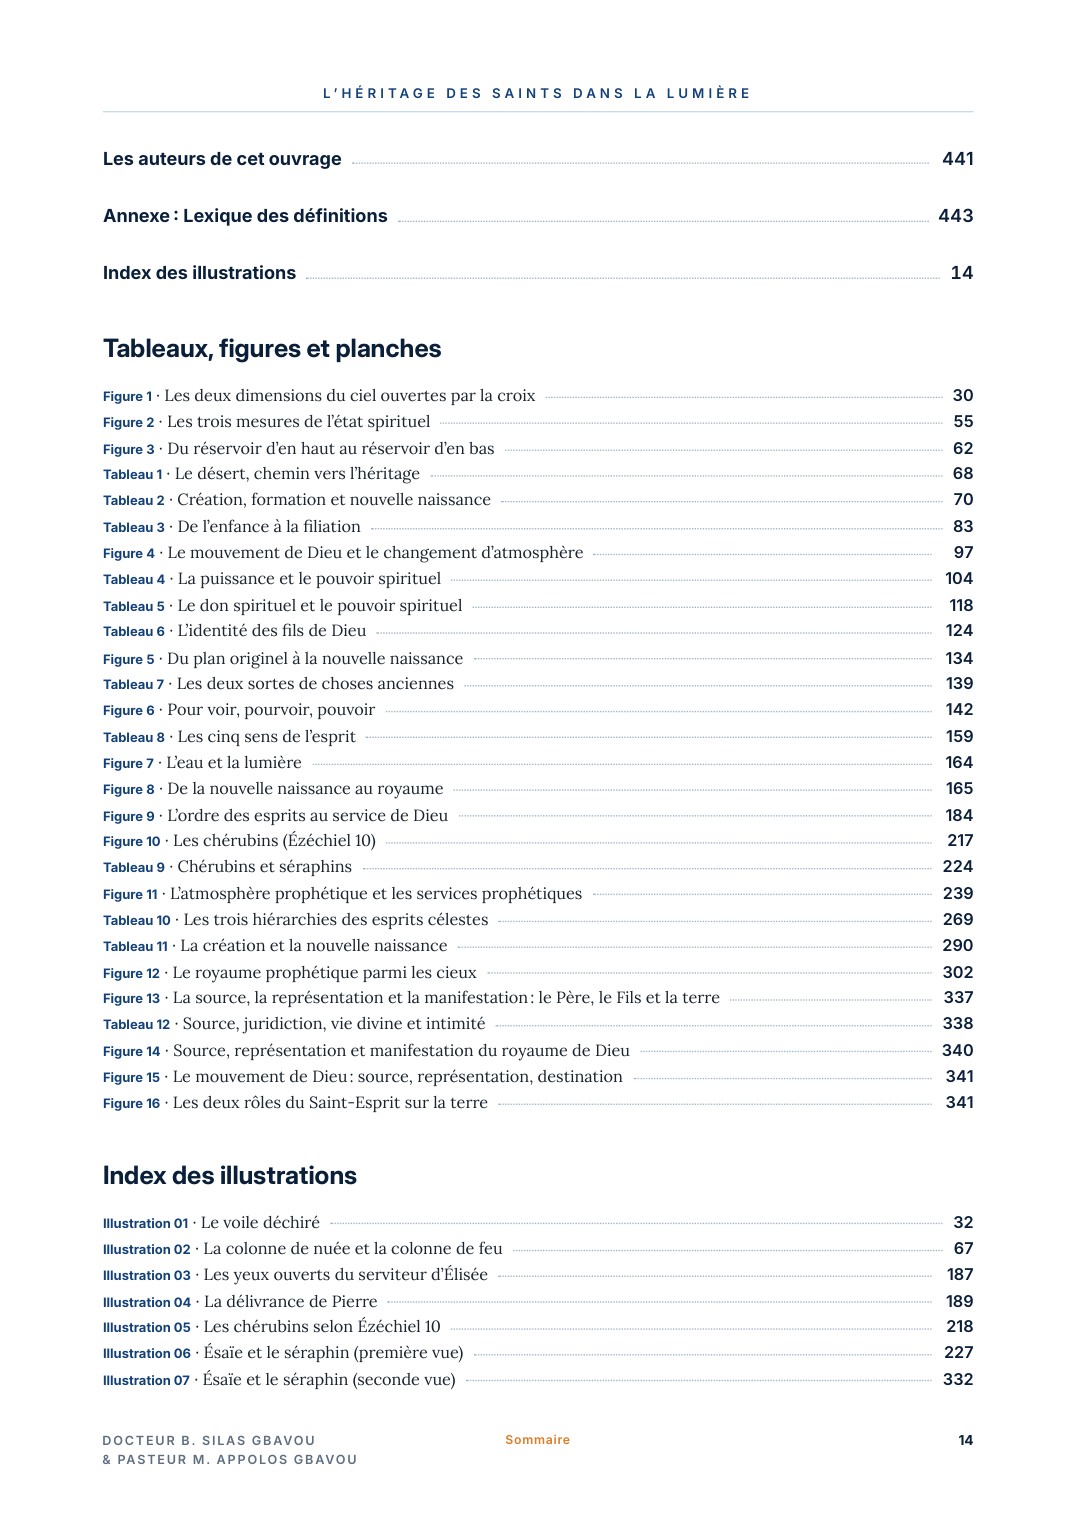 L’HÉRITAGE DES SAINTS DANS LA LUMIÈRE
Les auteurs de cet ouvrage 441
Annexe : Lexique des définitions 443
Index des illustrations 14
Tableaux, figures et planches
Figure 1 · Les deux dimensions du ciel ouvertes par la croix 30
Figure 2 · Les trois mesures de l’état spirituel 55
Figure 3 · Du réservoir d’en haut au réservoir d’en bas 62
Tableau 1 · Le désert, chemin vers l’héritage 68
Tableau 2 · Création, formation et nouvelle naissance 70
Tableau 3 · De l’enfance à la filiation 83
Figure 4 · Le mouvement de Dieu et le changement d’atmosphère 97
Tableau 4 · La puissance et le pouvoir spirituel 104
Tableau 5 · Le don spirituel et le pouvoir spirituel 118
Tableau 6 · L’identité des fils de Dieu 124
Figure 5 · Du plan originel à la nouvelle naissance 134
Tableau 7 · Les deux sortes de choses anciennes 139
Figure 6 · Pour voir, pourvoir, pouvoir 142
Tableau 8 · Les cinq sens de l’esprit 159
Figure 7 · L’eau et la lumière 164
Figure 8 · De la nouvelle naissance au royaume 165
Figure 9 · L’ordre des esprits au service de Dieu 184
Figure 10 · Les chérubins (Ézéchiel 10) 217
Tableau 9 · Chérubins et séraphins 224
Figure 11 · L’atmosphère prophétique et les services prophétiques 239
Tableau 10 · Les trois hiérarchies des esprits célestes 269
Tableau 11 · La création et la nouvelle naissance 290
Figure 12 · Le royaume prophétique parmi les cieux 302
Figure 13 · La source, la représentation et la manifestation : le Père, le Fils et la terre 337
Tableau 12 · Source, juridiction, vie divine et intimité 338
Figure 14 · Source, représentation et manifestation du royaume de Dieu 340
Figure 15 · Le mouvement de Dieu : source, représentation, destination 341
Figure 16 · Les deux rôles du Saint-Esprit sur la terre 341
Index des illustrations
Illustration 01 · Le voile déchiré 32
Illustration 02 · La colonne de nuée et la colonne de feu 67
Illustration 03 · Les yeux ouverts du serviteur d’Élisée 187
Illustration 04 · La délivrance de Pierre 189
Illustration 05 · Les chérubins selon Ézéchiel 10 218
Illustration 06 · Ésaïe et le séraphin (première vue) 227
Illustration 07 · Ésaïe et le séraphin (seconde vue) 332
DOCTEUR B. SILAS GBAVOU Sommaire 14
& PASTEUR M. APPOLOS GBAVOU